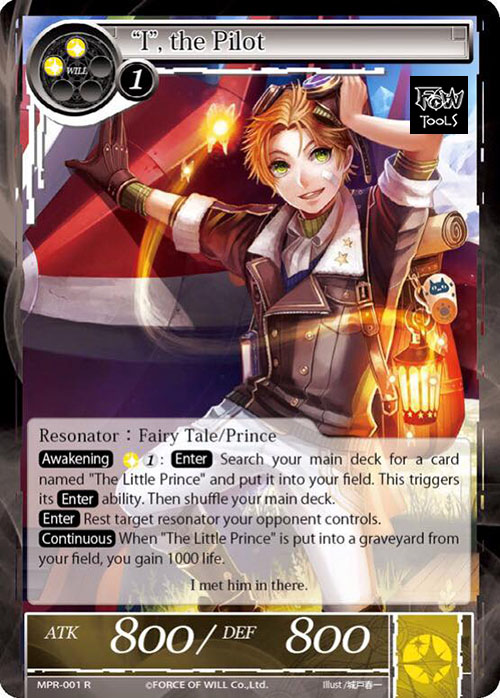 "I", the Pilot
WILL
1
FOW
TOOLS
Resonator : Fairy Tale/Prince
Awakening 1 : Enter Search your main deck for a card
named "The Little Prince" and put it into your field. This triggers
its Enter ability. Then shuffle your main deck.
Enter Rest target resonator your opponent controls.
Continuous When "The Little Prince" is put into a graveyard from
your field, you gain 1000 life.
I met him in there.
ATK 800 / DEF 800
MPR-001 R ©FORCE OF WILL Co.,Ltd. Illust/城戸春一